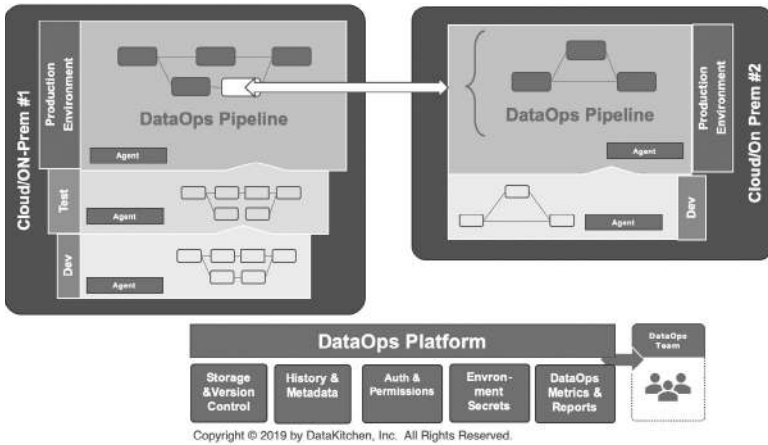 Cloud/ON-Prem #1
Production
Environment
DataOps Pipeline
Agent
Test
Agent
Dev
Agent
Cloud/On Prem #2
Production
Environment
DataOps Pipeline
Agent
Dev
Agent
DataOps Platform
Storage
&Version
Control
History &
Metadata
Auth &
Permissions
Envron-
ment
Secrets
DataOps
Metrics &
Reports
DataOps
Team
Copyright © 2019 by DataKitchen, Inc. All Rights Reserved.